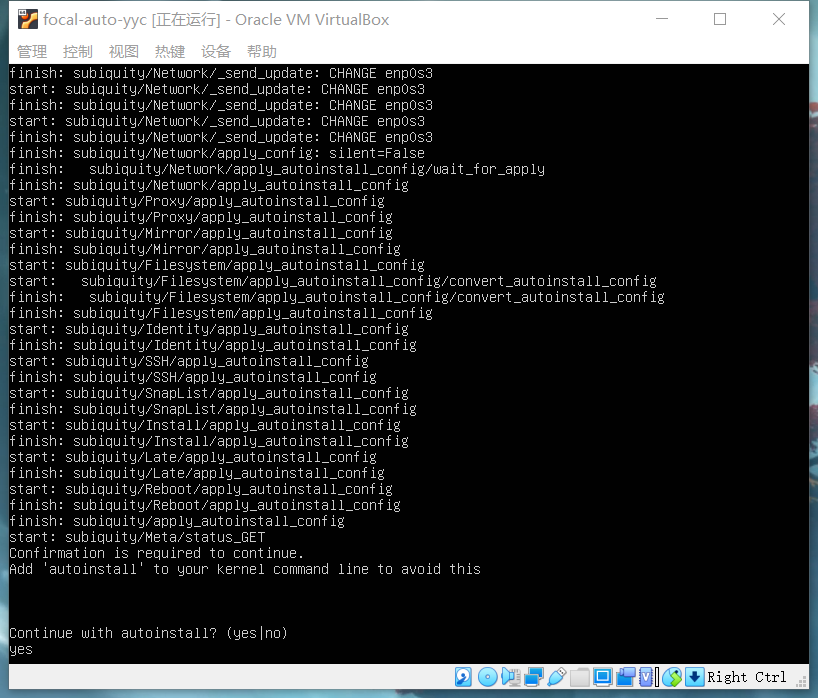 focal-auto-yyc [正在运行] - Oracle VM VirtualBox
管理 控制 视图 热键 设备 帮助
finish: subiquity/Network/_send_update: CHANGE enp0s3
start: subiquity/Network/_send_update: CHANGE enp0s3
finish: subiquity/Network/_send_update: CHANGE enp0s3
start: subiquity/Network/_send_update: CHANGE enp0s3
finish: subiquity/Network/_send_update: CHANGE enp0s3
finish: subiquity/Network/apply_config: silent=False
finish:   subiquity/Network/apply_autoinstall_config/wait_for_apply
finish: subiquity/Network/apply_autoinstall_config
start: subiquity/Proxy/apply_autoinstall_config
finish: subiquity/Proxy/apply_autoinstall_config
start: subiquity/Mirror/apply_autoinstall_config
finish: subiquity/Mirror/apply_autoinstall_config
start: subiquity/Filesystem/apply_autoinstall_config
start:   subiquity/Filesystem/apply_autoinstall_config/convert_autoinstall_config
finish:   subiquity/Filesystem/apply_autoinstall_config/convert_autoinstall_config
finish: subiquity/Filesystem/apply_autoinstall_config
start: subiquity/Identity/apply_autoinstall_config
finish: subiquity/Identity/apply_autoinstall_config
start: subiquity/SSH/apply_autoinstall_config
finish: subiquity/SSH/apply_autoinstall_config
start: subiquity/SnapList/apply_autoinstall_config
finish: subiquity/SnapList/apply_autoinstall_config
start: subiquity/Install/apply_autoinstall_config
finish: subiquity/Install/apply_autoinstall_config
start: subiquity/Late/apply_autoinstall_config
finish: subiquity/Late/apply_autoinstall_config
start: subiquity/Reboot/apply_autoinstall_config
finish: subiquity/Reboot/apply_autoinstall_config
finish: subiquity/apply_autoinstall_config
start: subiquity/Meta/status_GET
Confirmation is required to continue.
Add 'autoinstall' to your kernel command line to avoid this
Continue with autoinstall? (yes|no)
yes
Right Ctrl